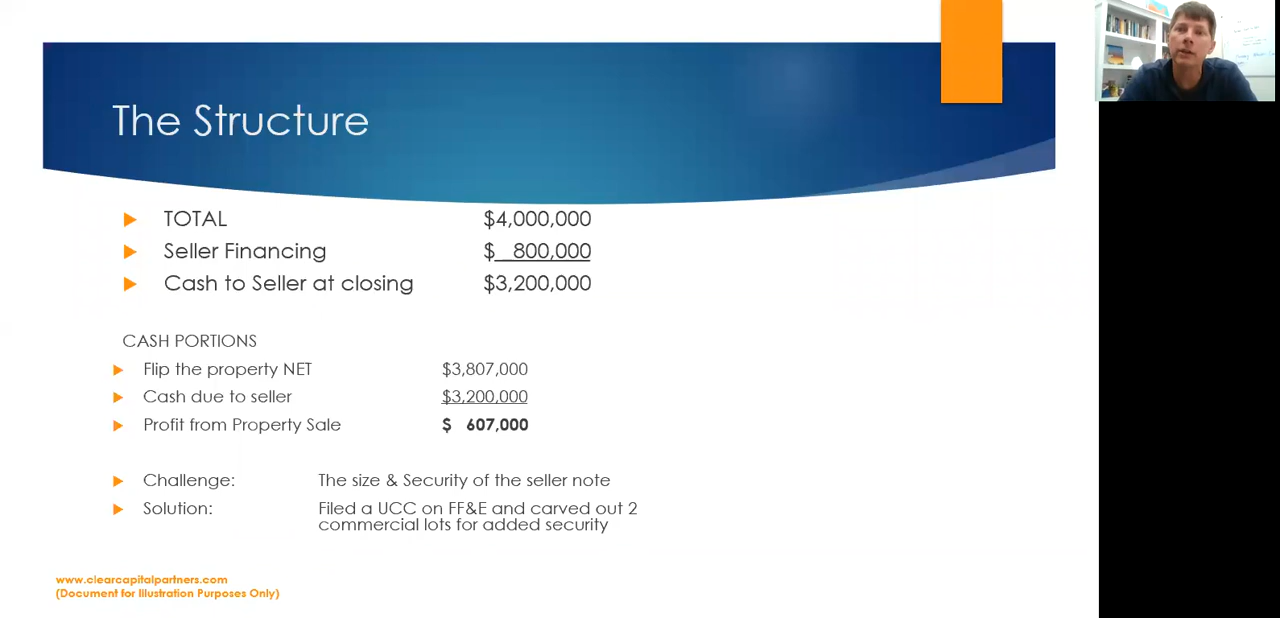 The Structure
TOTAL $4,000,000
Seller Financing $ 800,000
Cash to Seller at closing $3,200,000
CASH PORTIONS
Flip the property NET $3,807,000
Cash due to seller $3,200,000
Profit from Property Sale $ 607,000
Challenge: The size & Security of the seller note
Solution: Filed a UCC on FF&E and carved out 2
commercial lots for added security
www.clearcapitalpartners.com
(Document for Illustration Purposes Only)